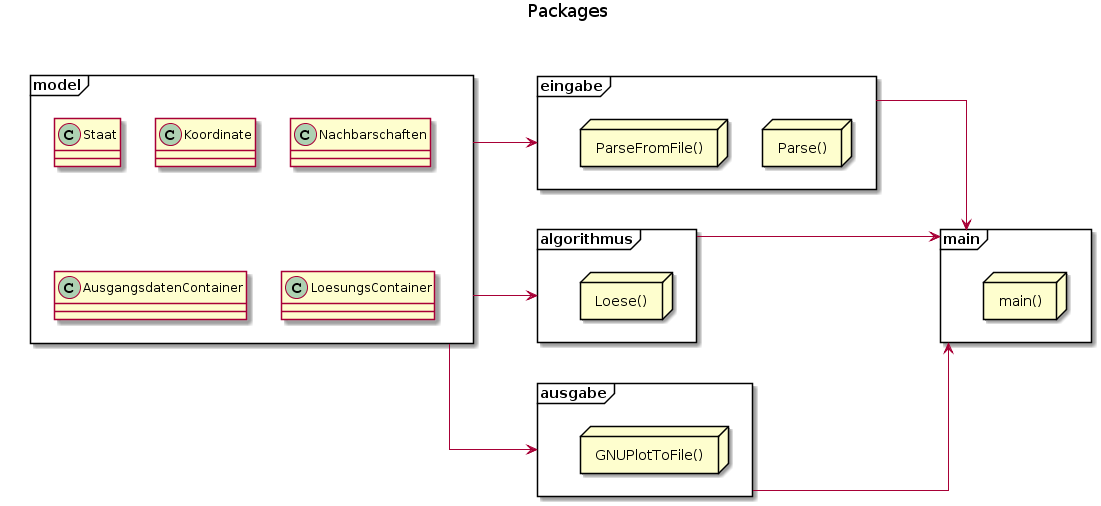 Packages
model
C Staat
C Koordinate
C Nachbarschaften
C AusgangsdatenContainer
C LoesungsContainer
eingabe
ParseFromFile()
Parse()
algorithmus
Loese()
ausgabe
GNUPlotToFile()
main
main()